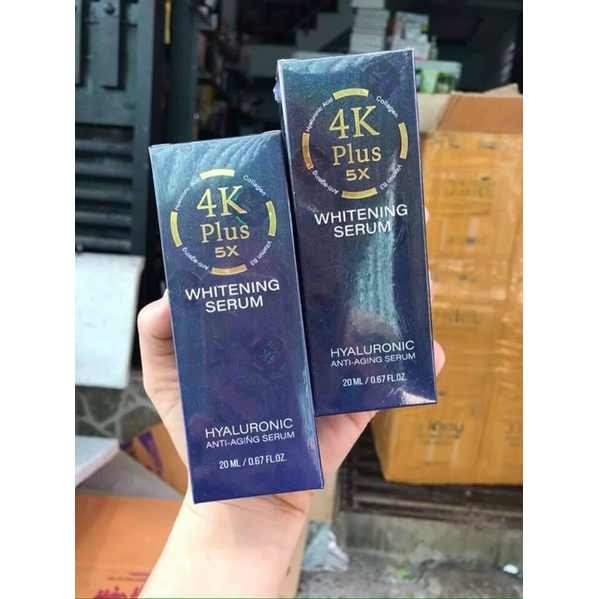 Hyaluronic Acid
Collagen
4K
Plus
5X
Anti-ageing
Vitamin B3
WHITENING
SERUM
HYALURONIC
ANTI-AGING SERUM
20 ML / 0.67 FL.OZ.
Hyaluronic Acid
Collagen
4K
Plus
5X
Anti-ageing
Vitamin B3
WHITENING
SERUM
HYALURONIC
ANTI-AGING SERUM
20 ML / 0.67 FL.OZ.